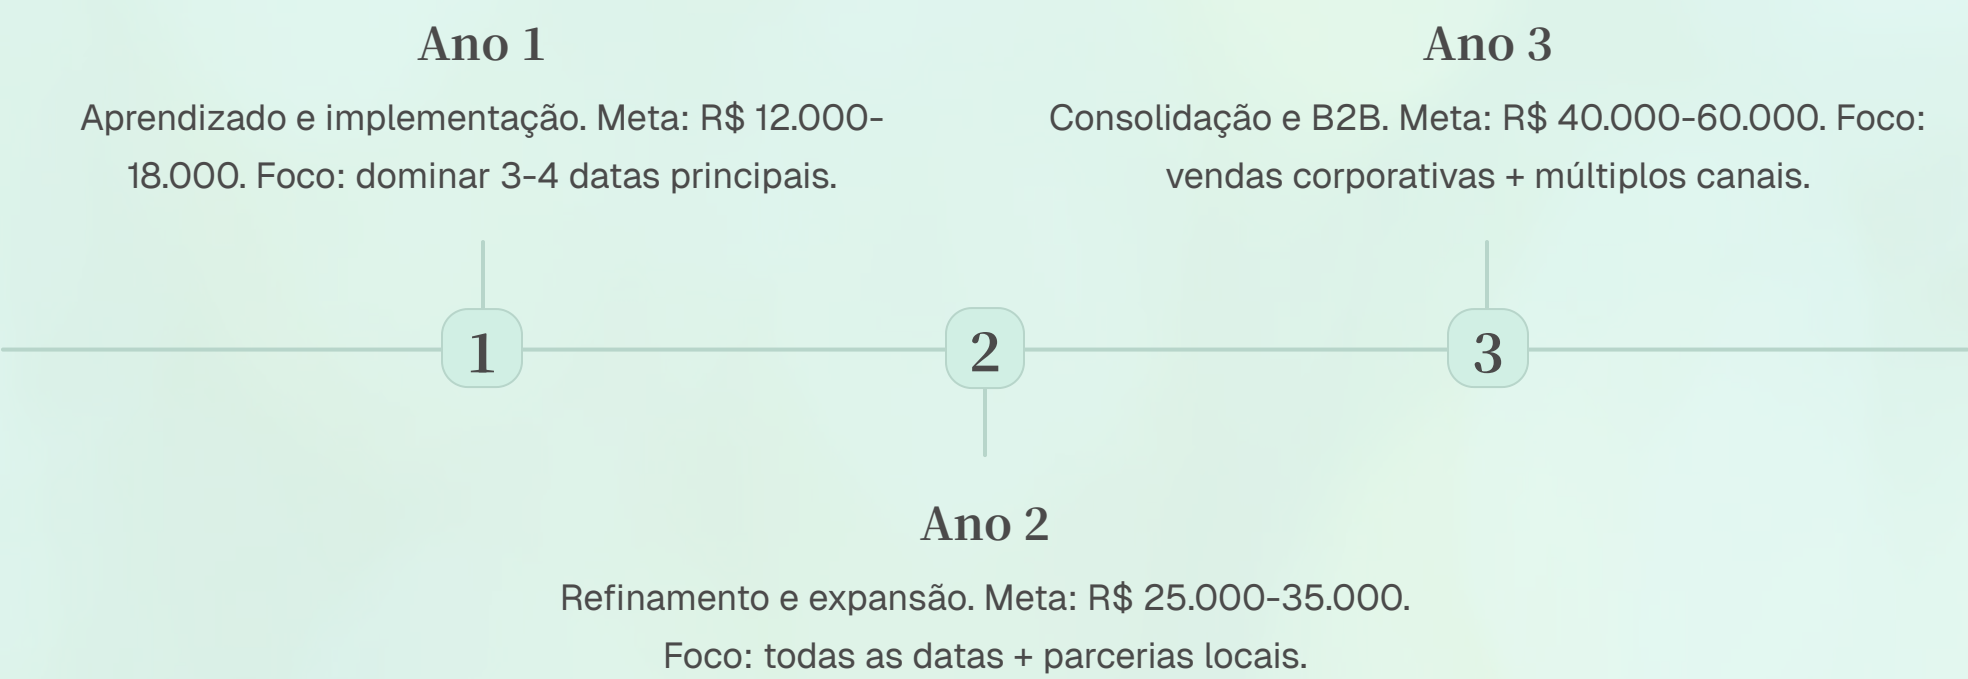 Ano 1
Aprendizado e implementação. Meta: R$ 12.000-
18.000. Foco: dominar 3-4 datas principais.
Ano 3
Consolidação e B2B. Meta: R$ 40.000-60.000. Foco:
vendas corporativas + múltiplos canais.
1
2
3
Ano 2
Refinamento e expansão. Meta: R$ 25.000-35.000.
Foco: todas as datas + parcerias locais.